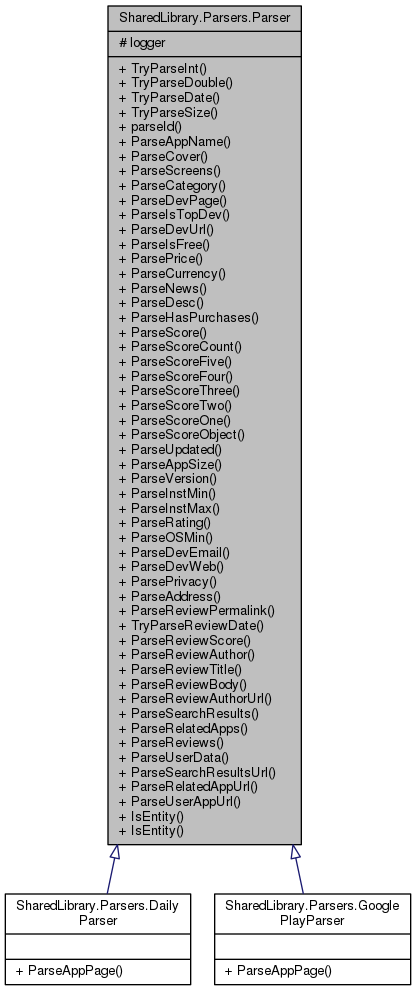 SharedLibrary.Parsers.Parser
# logger
+ TryParseInt()
+ TryParseDouble()
+ TryParseDate()
+ TryParseSize()
+ parseId()
+ ParseAppName()
+ ParseCover()
+ ParseScreens()
+ ParseCategory()
+ ParseDevPage()
+ ParseIsTopDev()
+ ParseDevUrl()
+ ParseIsFree()
+ ParsePrice()
+ ParseCurrency()
+ ParseNews()
+ ParseDesc()
+ ParseHasPurchases()
+ ParseScore()
+ ParseScoreCount()
+ ParseScoreFive()
+ ParseScoreFour()
+ ParseScoreThree()
+ ParseScoreTwo()
+ ParseScoreOne()
+ ParseScoreObject()
+ ParseUpdated()
+ ParseAppSize()
+ ParseVersion()
+ ParseInstMin()
+ ParseInstMax()
+ ParseRating()
+ ParseOSMin()
+ ParseDevEmail()
+ ParseDevWeb()
+ ParsePrivacy()
+ ParseAddress()
+ ParseReviewPermalink()
+ TryParseReviewDate()
+ ParseReviewScore()
+ ParseReviewAuthor()
+ ParseReviewTitle()
+ ParseReviewBody()
+ ParseReviewAuthorUrl()
+ ParseSearchResults()
+ ParseRelatedApps()
+ ParseReviews()
+ ParseUserData()
+ ParseSearchResultsUrl()
+ ParseRelatedAppUrl()
+ ParseUserAppUrl()
+ IsEntity()
+ IsEntity()
SharedLibrary.Parsers.Daily
Parser
+ ParseAppPage()
SharedLibrary.Parsers.Google
PlayParser
+ ParseAppPage()